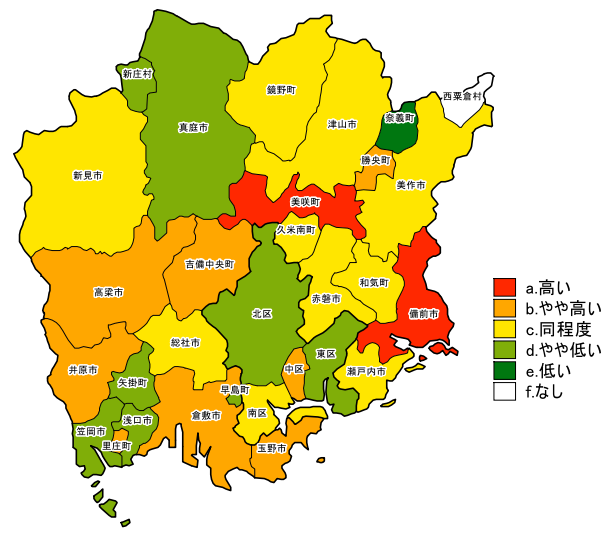 新庄村
鏡野町
西粟倉村
奈義町
真庭市
津山市
勝央町
新見市
美作市
美咲町
久米南町
吉備中央町
高梁市
和気町
赤磐市
備前市
北区
総社市
東区
井原市
中区
瀬戸内市
矢掛町
早島町
倉敷市
南区
浅口市
笠岡市
里庄町
玉野市
a.高い
b.やや高い
c.同程度
d.やや低い
e.低い
f.なし